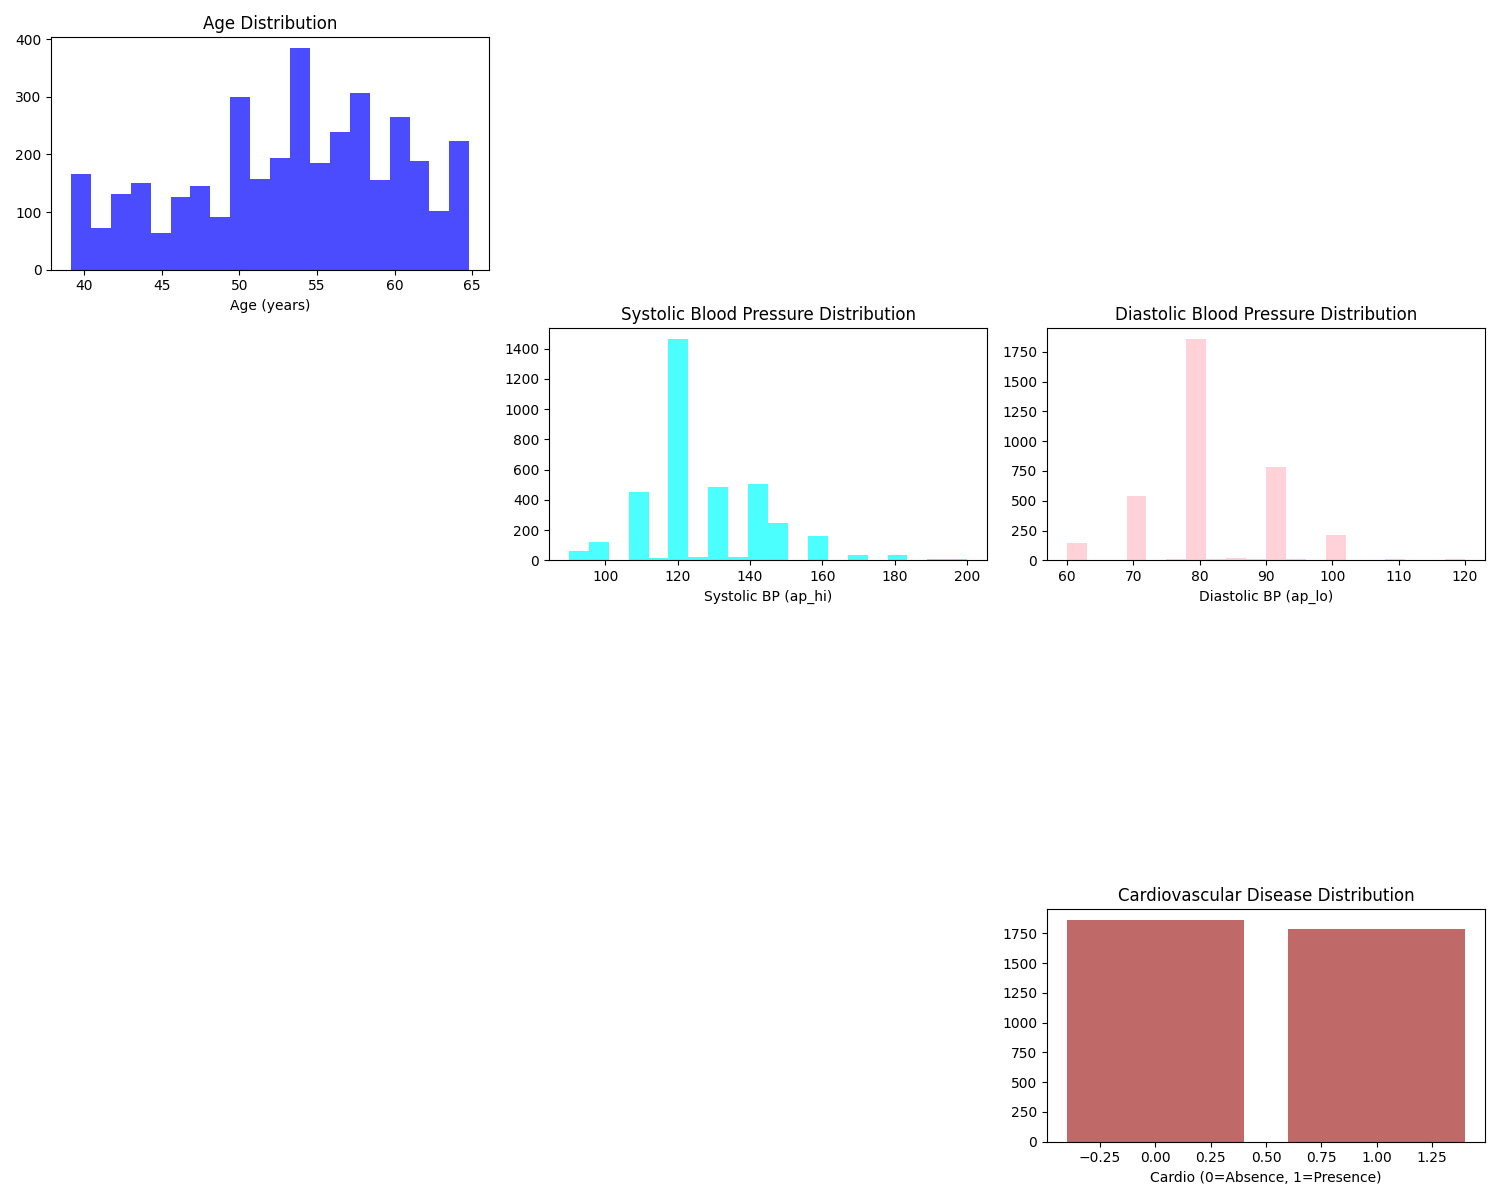 Age Distribution
400
300
200
100
0
40 45 50 55 60 65
Age (years)
Systolic Blood Pressure Distribution
1400
1200
1000
800
600
400
200
0
100 120 140 160 180 200
Systolic BP (ap_hi)
Diastolic Blood Pressure Distribution
1750
1500
1250
1000
750
500
250
0
60 70 80 90 100 110 120
Diastolic BP (ap_lo)
Cardiovascular Disease Distribution
1750
1500
1250
1000
750
500
250
0
−0.25 0.00 0.25 0.50 0.75 1.00 1.25
Cardio (0=Absence, 1=Presence)